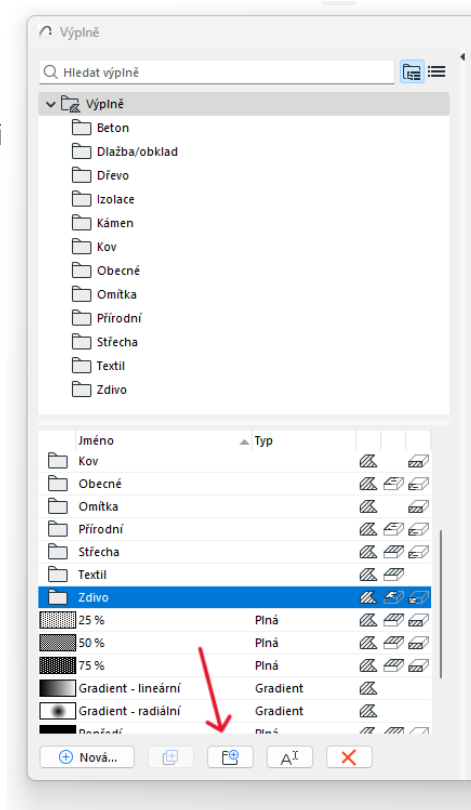 Výplně
Hledat výplně
Výplně
Beton
Dlažba/obklad
Dřevo
Izolace
Kámen
Kov
Obecné
Omítka
Přírodní
Střecha
Textil
Zdivo
Jméno Typ
Kov
Obecné
Omítka
Přírodní
Střecha
Textil
Zdivo
25 % Plná
50 % Plná
75 % Plná
Gradient - lineární Gradient
Gradient - radiální Gradient
Popředí Plná
Nová...